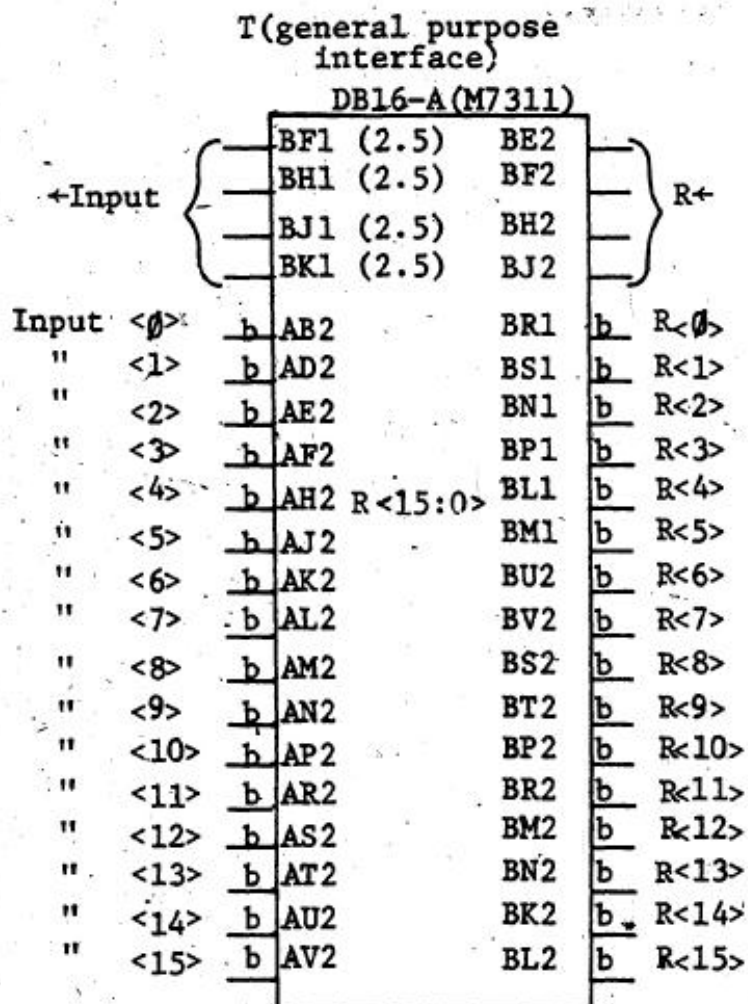 T(general purpose
interface)
DB16-A(M7311)
BF1 (2.5) BE2
BH1 (2.5) BF2
←Input R←
BJ1 (2.5) BH2
BK1 (2.5) BJ2
Input <0> b AB2 BR1 b R<0>
" <1> b AD2 BS1 b R<1>
" <2> b AE2 BN1 b R<2>
" <3> b AF2 BP1 b R<3>
" <4> b AH2 R<15:0> BL1 b R<4>
" <5> b AJ2 BM1 b R<5>
" <6> b AK2 BU2 b R<6>
" <7> b AL2 BV2 b R<7>
" <8> b AM2 BS2 b R<8>
" <9> b AN2 BT2 b R<9>
" <10> b AP2 BP2 b R<10>
" <11> b AR2 BR2 b R<11>
" <12> b AS2 BM2 b R<12>
" <13> b AT2 BN2 b R<13>
" <14> b AU2 BK2 b R<14>
" <15> b AV2 BL2 b R<15>